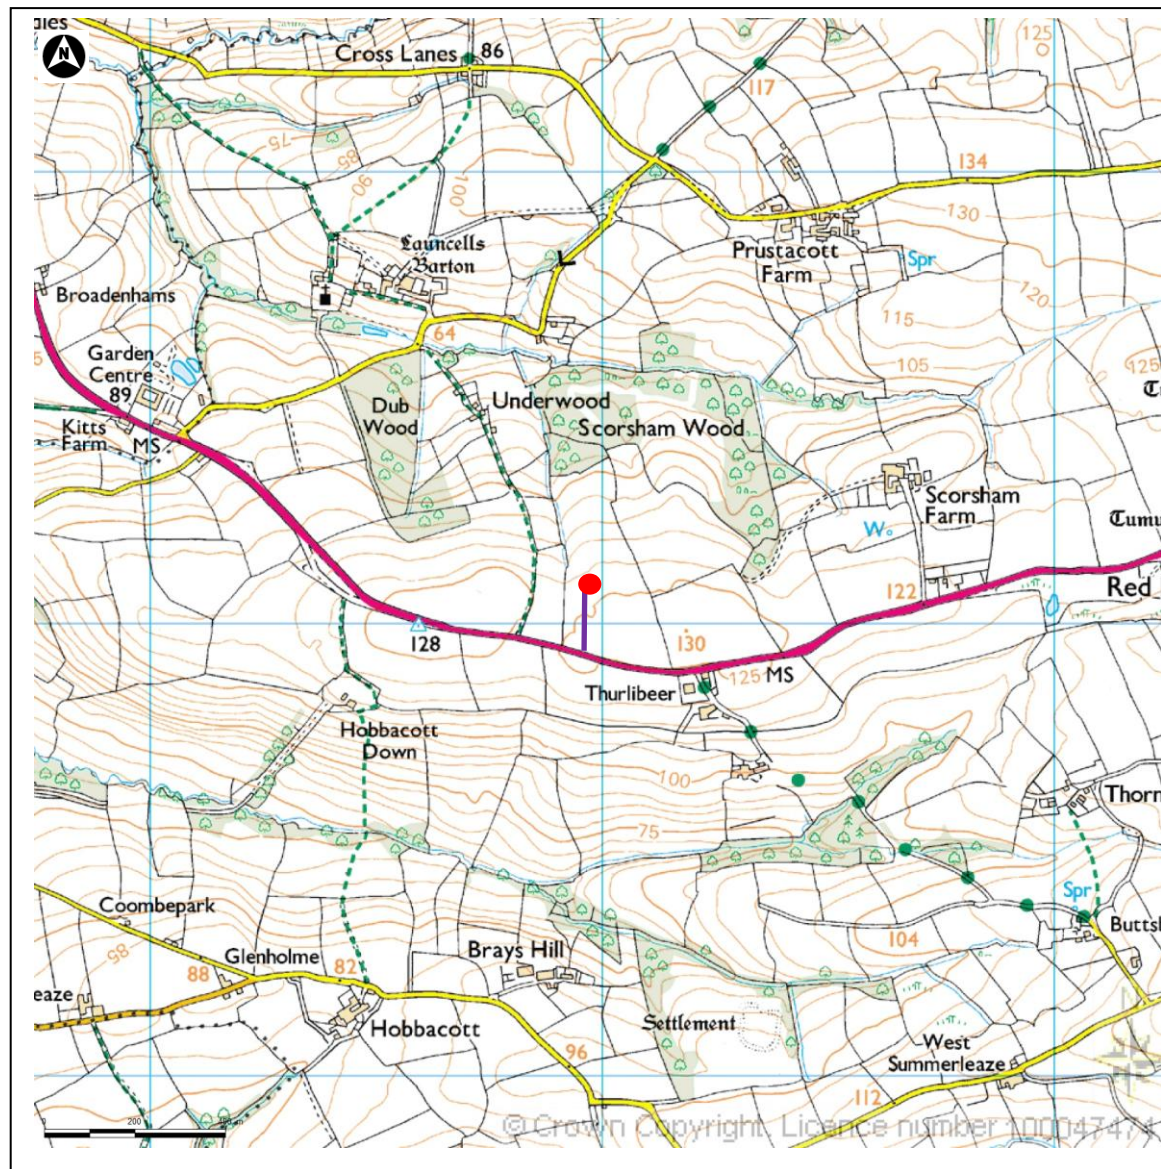 N
Cross Lanes
86
117
125
75
85
90
100
134
130
Launcells
Barton
Prustacott
Farm
Spr
120
115
105
Broadenhams
64
Garden
Centre
89
Kitts
Farm
MS
Dub
Wood
Underwood
Scorsham Wood
125
Scorsham
Farm
W
122
Red
128
130
125
MS
Thurlibeer
Hobbacott
Down
100
75
Thorn
Spr
Coombepark
85
88
Glenholme
82
Brays Hill
104
Hobbacott
Settlement
96
West
Summerleaze
112
200
© Crown Copyright. Licence number 100047474